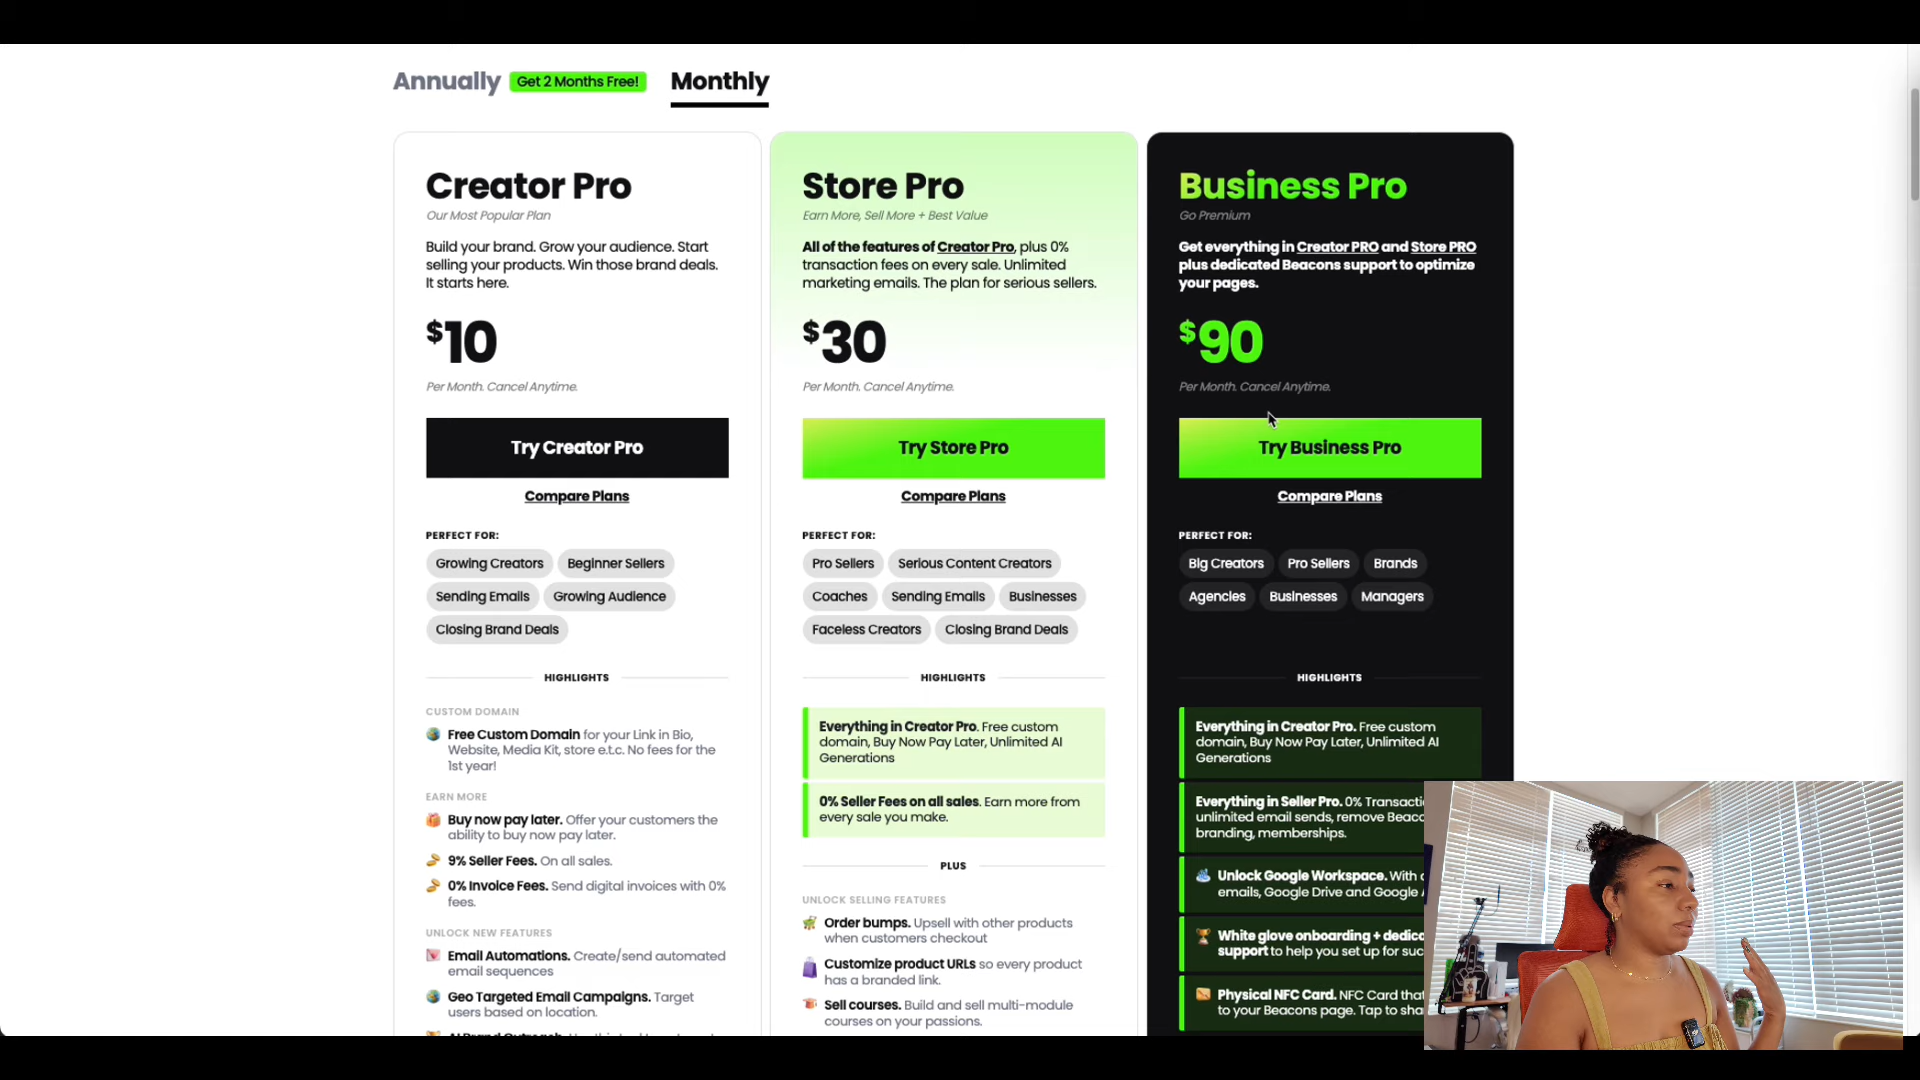 Annually Get 2 Months Free! Monthly
Creator Pro
Our Most Popular Plan
Build your brand. Grow your audience. Start
selling your products. Win those brand deals.
It starts here.
$10
Per Month. Cancel Anytime.
Try Creator Pro
Compare Plans
PERFECT FOR:
Growing Creators Beginner Sellers
Sending Emails Growing Audience
Closing Brand Deals
HIGHLIGHTS
CUSTOM DOMAIN
Free Custom Domain for your Link in Bio,
Website, Media Kit, store e.t.c. No fees for the
1st year!
EARN MORE
Buy now pay later. Offer your customers the
ability to buy now pay later.
9% Seller Fees. On all sales.
0% Invoice Fees. Send digital invoices with 0%
fees.
UNLOCK NEW FEATURES
Email Automations. Create/send automated
email sequences
Geo Targeted Email Campaigns. Target
users based on location.
Store Pro
Earn More, Sell More + Best Value
All of the features of Creator Pro, plus 0%
transaction fees on every sale. Unlimited
marketing emails. The plan for serious sellers.
$30
Per Month. Cancel Anytime.
Try Store Pro
Compare Plans
PERFECT FOR:
Pro Sellers Serious Content Creators
Coaches Sending Emails Businesses
Faceless Creators Closing Brand Deals
HIGHLIGHTS
Everything in Creator Pro. Free custom
domain, Buy Now Pay Later, Unlimited AI
Generations
0% Seller Fees on all sales. Earn more from
every sale you make.
PLUS
UNLOCK SELLING FEATURES
Order bumps. Upsell with other products
when customers checkout
Customize product URLs so every product
has a branded link.
Sell courses. Build and sell multi-module
courses on your passions.
Business Pro
Go Premium
Get everything in Creator PRO and Store PRO
plus dedicated Beacons support to optimize
your pages.
$90
Per Month. Cancel Anytime.
Try Business Pro
Compare Plans
PERFECT FOR:
Big Creators Pro Sellers Brands
Agencies Businesses Managers
HIGHLIGHTS
Everything in Creator Pro. Free custom
domain, Buy Now Pay Later, Unlimited AI
Generations
Everything in Seller Pro. 0% Transacti
unlimited email sends, remove Beac
branding, memberships.
Unlock Google Workspace. With
emails, Google Drive and Google
White glove onboarding + dedic
support to help you set up for suc
Physical NFC Card. NFC Card that
to your Beacons page. Tap to sha